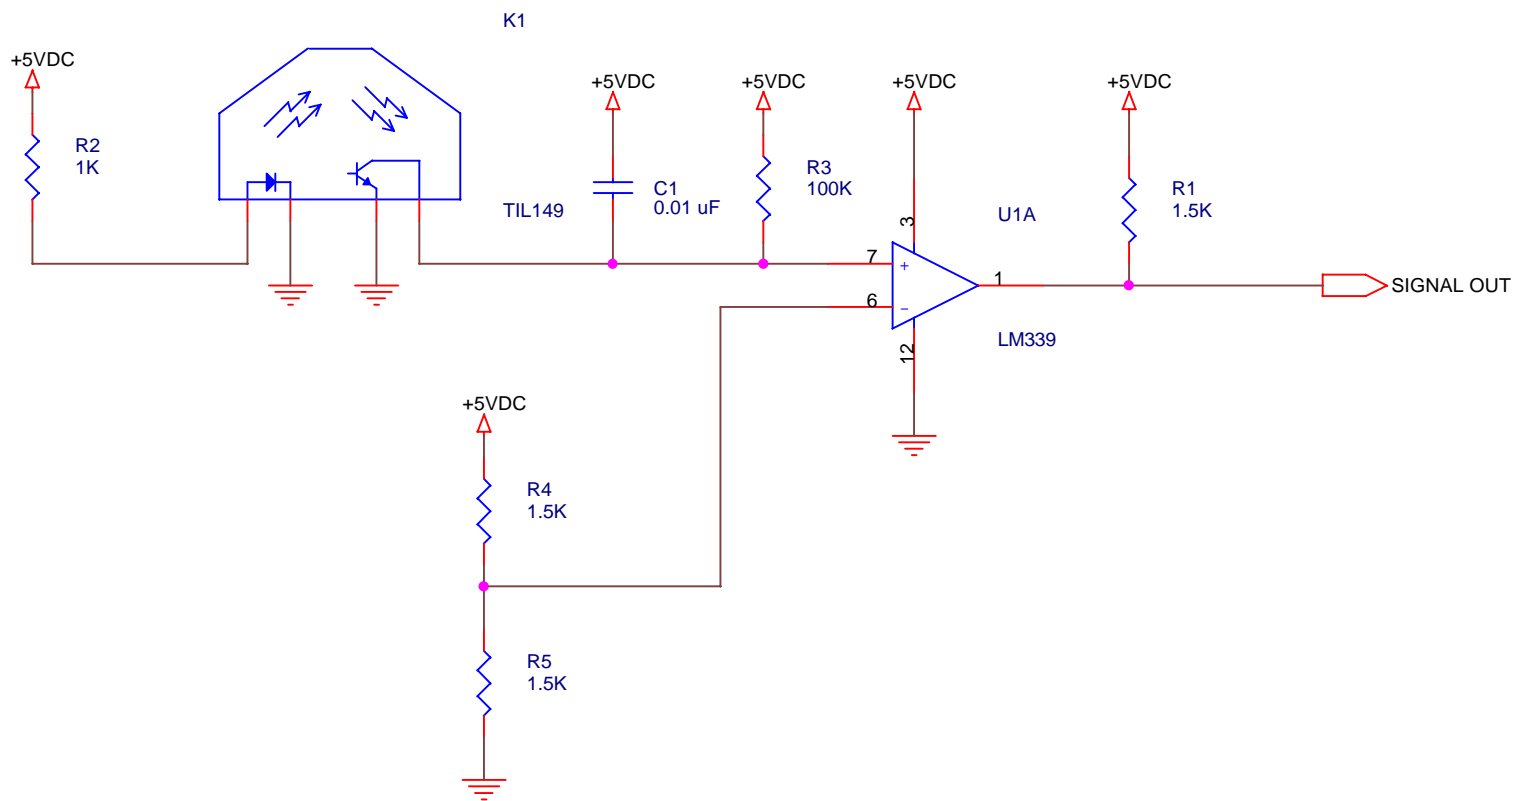 K1
+5VDC
+5VDC
+5VDC
+5VDC
+5VDC
R2
1K
R3
100K
C1
0.01 uF
TIL149
R1
1.5K
U1A
3
7
+
1
SIGNAL OUT
6
-
12
LM339
+5VDC
R4
1.5K
R5
1.5K